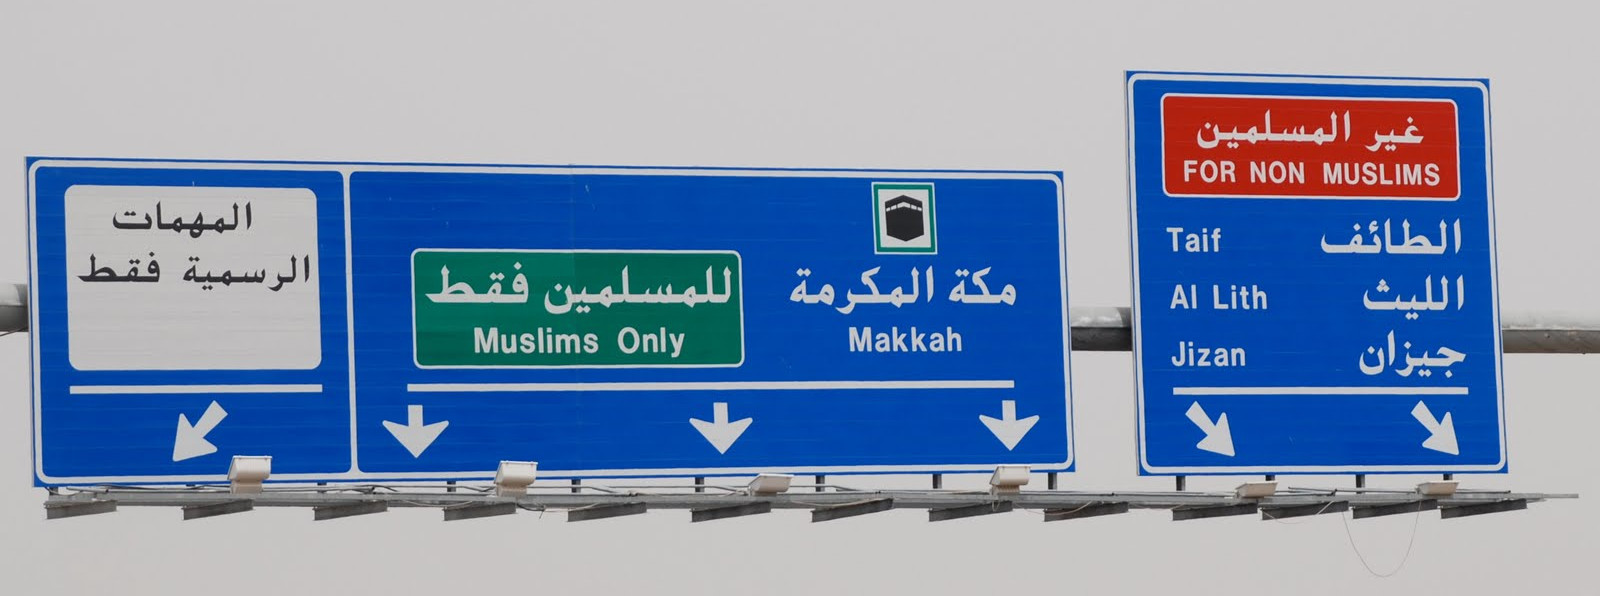 المهمات
الرسمية فقط
للمسلمين فقط
Muslims Only
مكة المكرمة
Makkah
غير المسلمين
FOR NON MUSLIMS
Taif الطائف
Al Lith الليث
Jizan جيزان